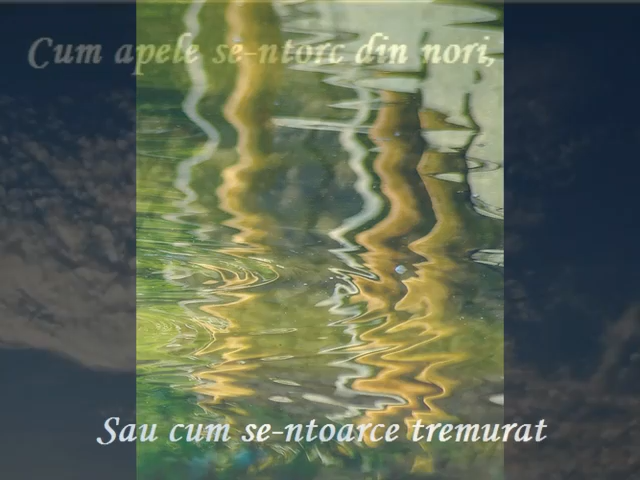 Cum apele se-ntorc din nori,
Sau cum se-ntoarce tremurat